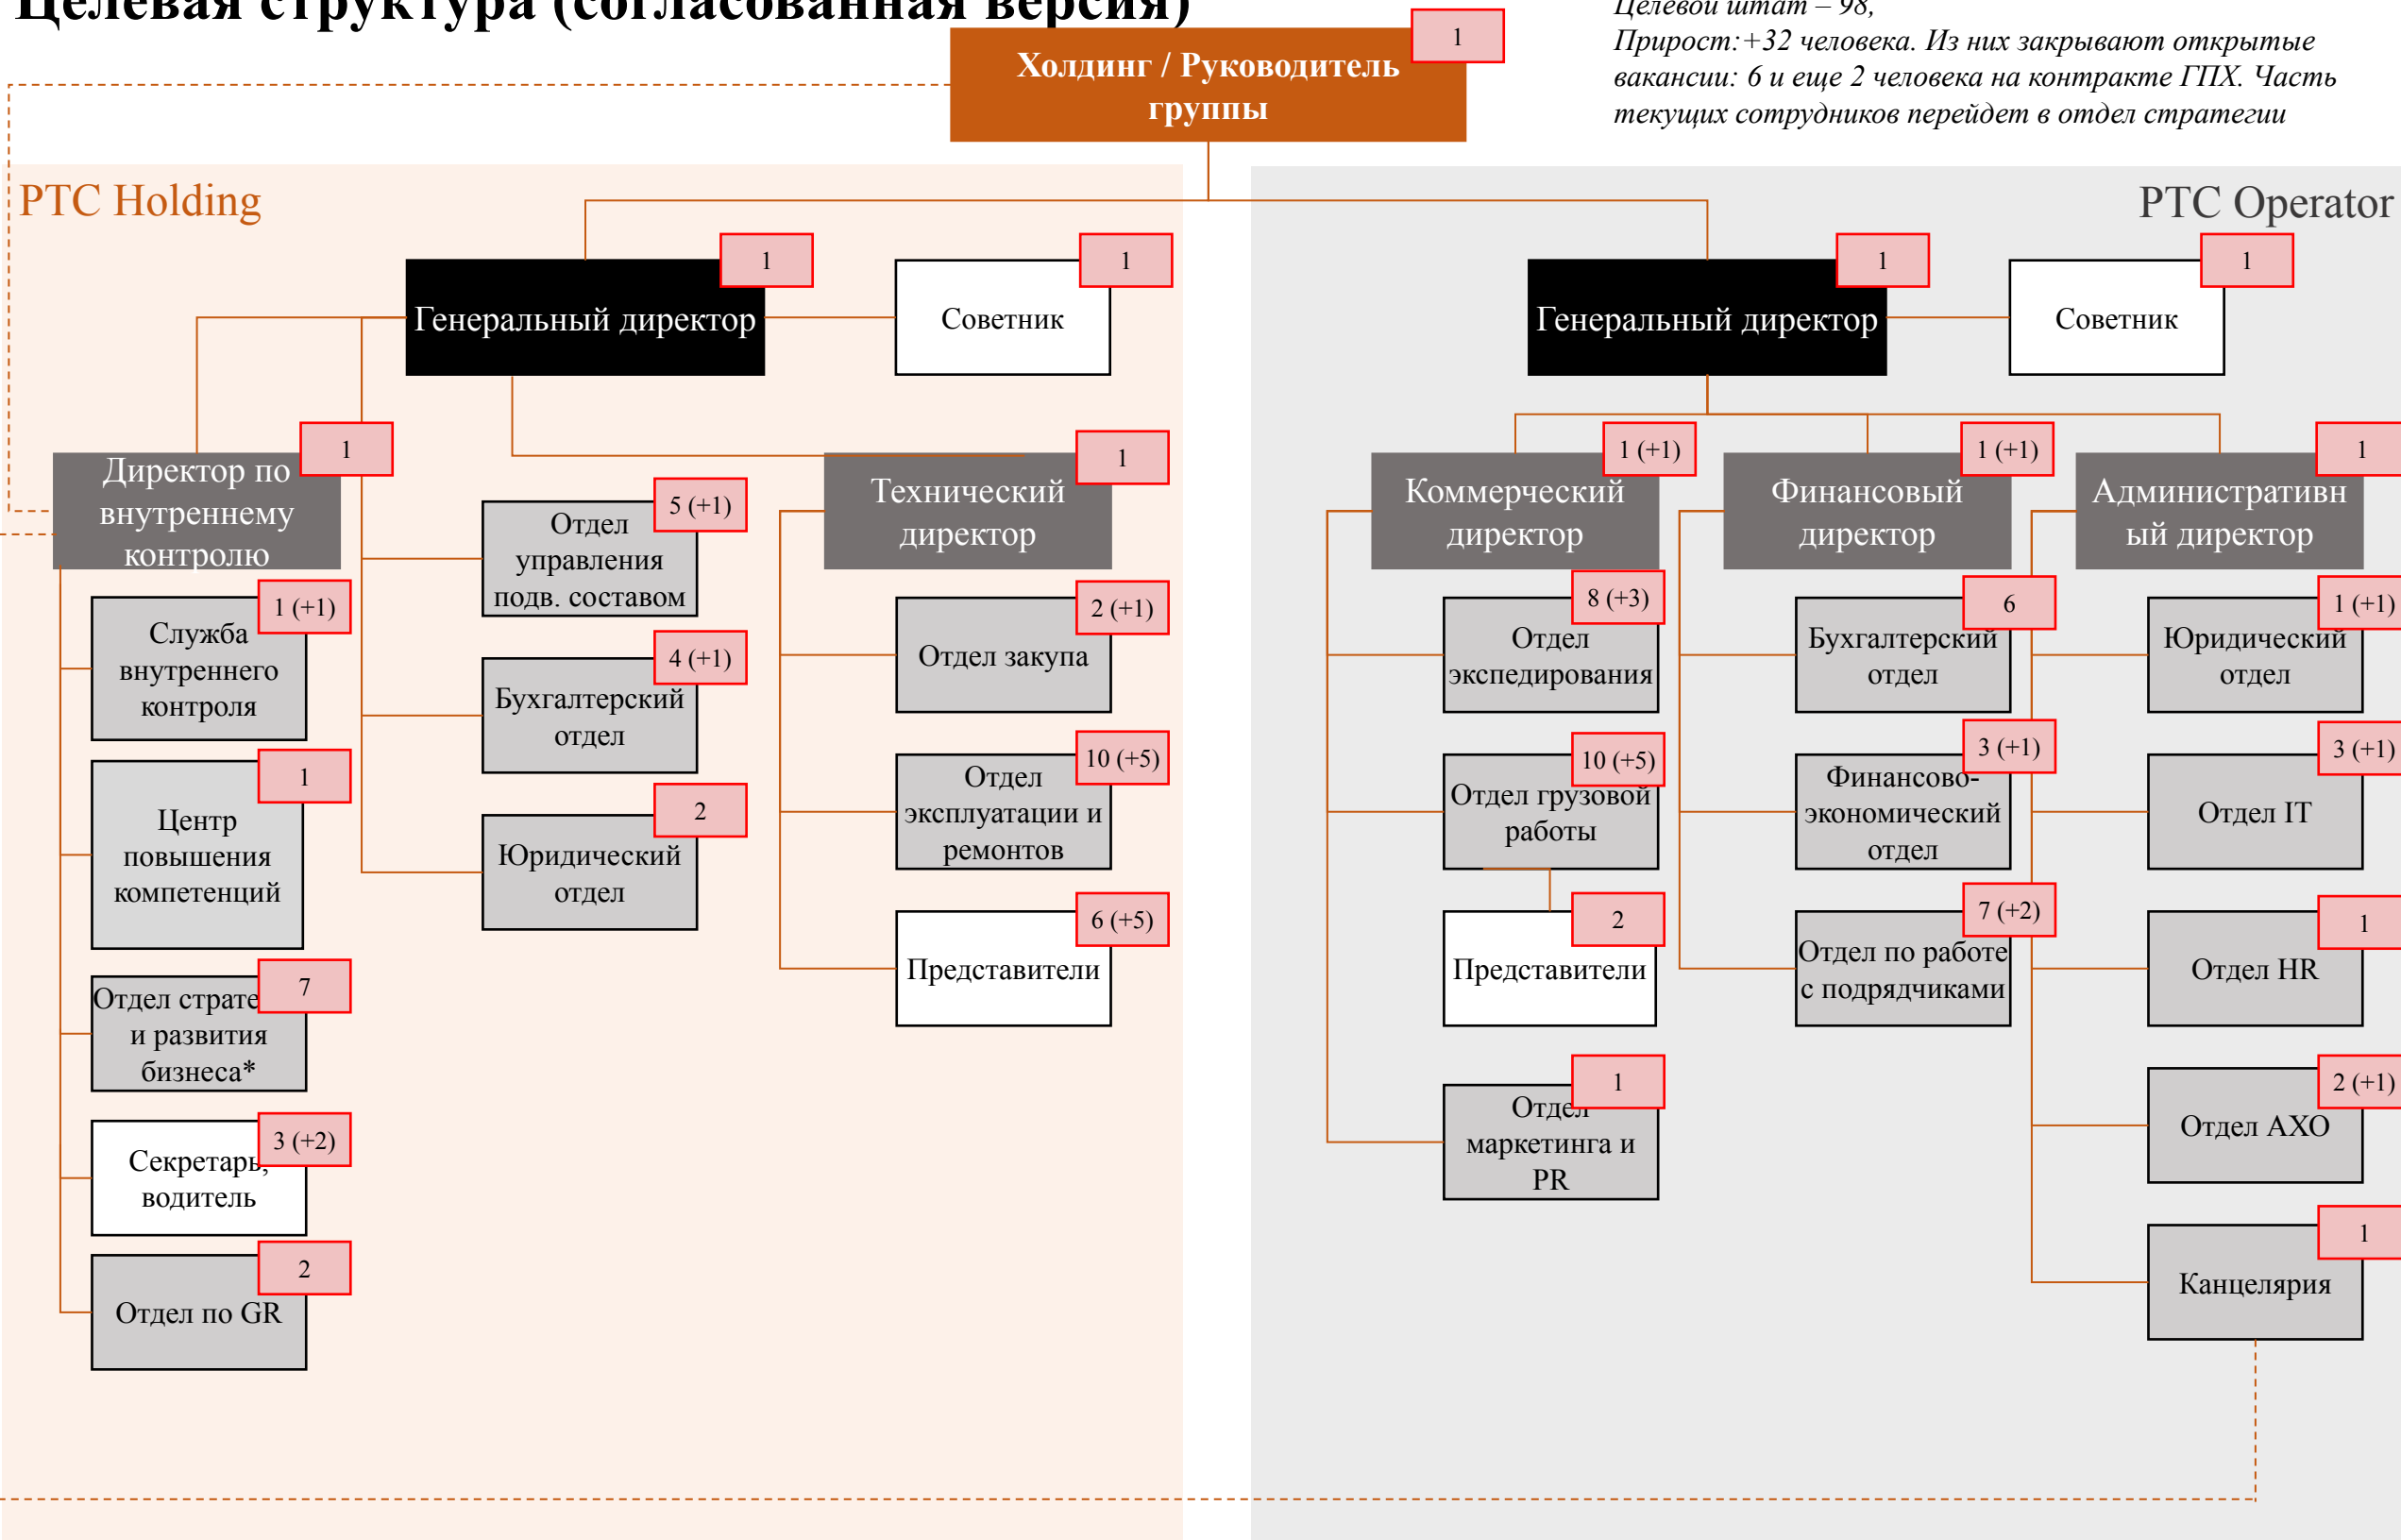 Целевая структура (согласованная версия)
Целевой штат – 98,
Прирост:+32 человека. Из них закрывают открытые
вакансии: 6 и еще 2 человека на контракте ГПХ. Часть
текущих сотрудников перейдет в отдел стратегии
1
Холдинг / Руководитель
группы
PTC Holding
1
Генеральный директор
1
Советник
1
Директор по
внутреннему
контролю
1 (+1)
Служба
внутреннего
контроля
1
Центр
повышения
компетенций
7
Отдел страте
и развития
бизнеса*
3 (+2)
Секретарь,
водитель
2
Отдел по GR
5 (+1)
Отдел
управления
подв. составом
4 (+1)
Бухгалтерский
отдел
2
Юридический
отдел
1
Технический
директор
2 (+1)
Отдел закупа
10 (+5)
Отдел
эксплуатации и
ремонтов
6 (+5)
Представители
PTC Operator
1
Генеральный директор
1
Советник
1 (+1)
Коммерческий
директор
8 (+3)
Отдел
экспедирования
10 (+5)
Отдел грузовой
работы
2
Представители
1
Отдел
маркетинга и
PR
1 (+1)
Финансовый
директор
6
Бухгалтерский
отдел
3 (+1)
Финансово-
экономический
отдел
7 (+2)
Отдел по работе
с подрядчиками
1
Административн
ый директор
1 (+1)
Юридический
отдел
3 (+1)
Отдел IT
1
Отдел HR
2 (+1)
Отдел АХО
1
Канцелярия